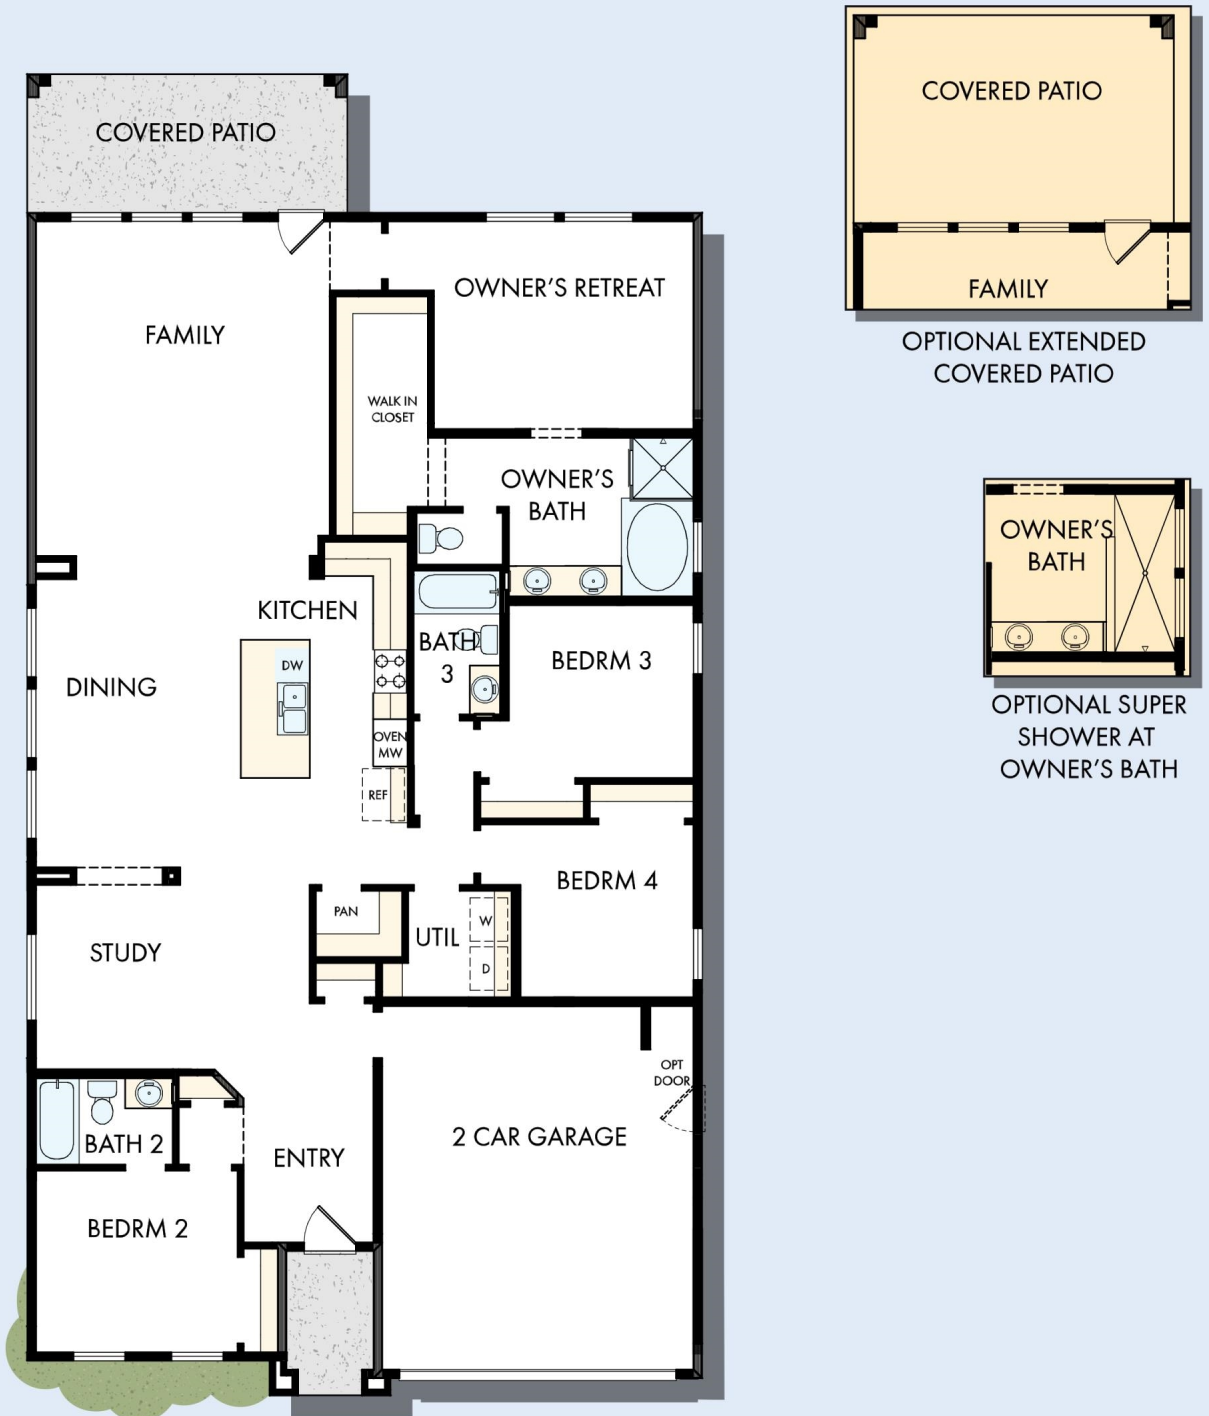 COVERED PATIO
OWNER'S RETREAT
FAMILY
WALK IN
CLOSET
OWNER'S
BATH
KITCHEN
BATH
3
BEDRM 3
DW
DINING
OVEN
MW
REF
BEDRM 4
PAN
W
UTIL
D
STUDY
OPT
DOOR
2 CAR GARAGE
BATH 2
ENTRY
BEDRM 2
COVERED PATIO
FAMILY
OPTIONAL EXTENDED
COVERED PATIO
OWNER'S
BATH
OPTIONAL SUPER
SHOWER AT
OWNER'S BATH